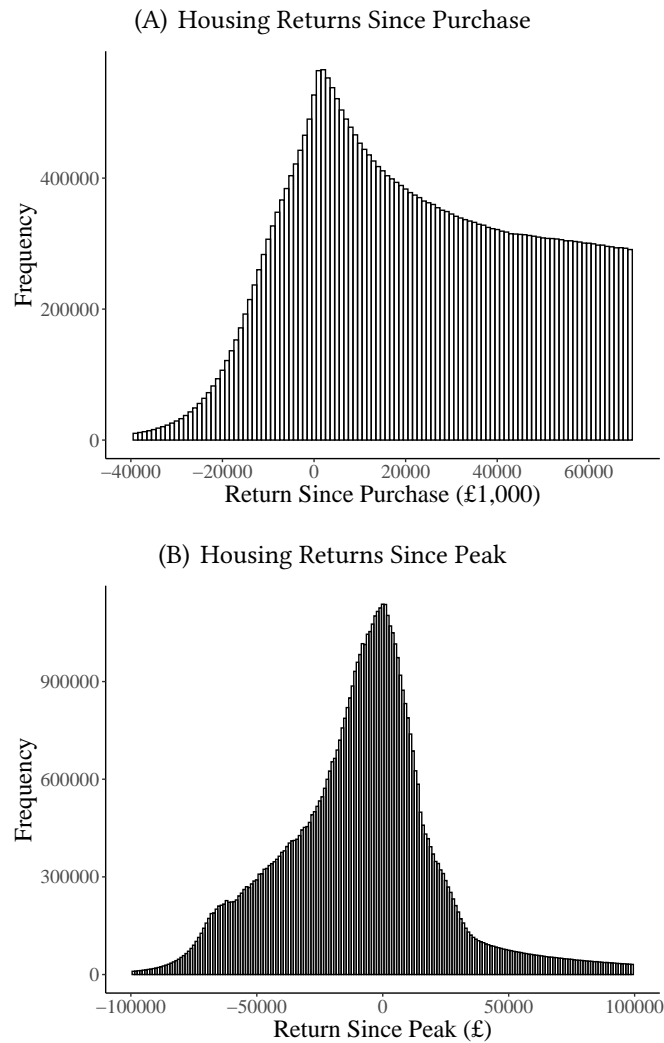 (A) Housing Returns Since Purchase
400000
200000
0
Frequency
−40000 −20000 0 20000 40000 60000
Return Since Purchase (£1,000)
(B) Housing Returns Since Peak
900000
600000
300000
0
Frequency
−100000 −50000 0 50000 100000
Return Since Peak (£)